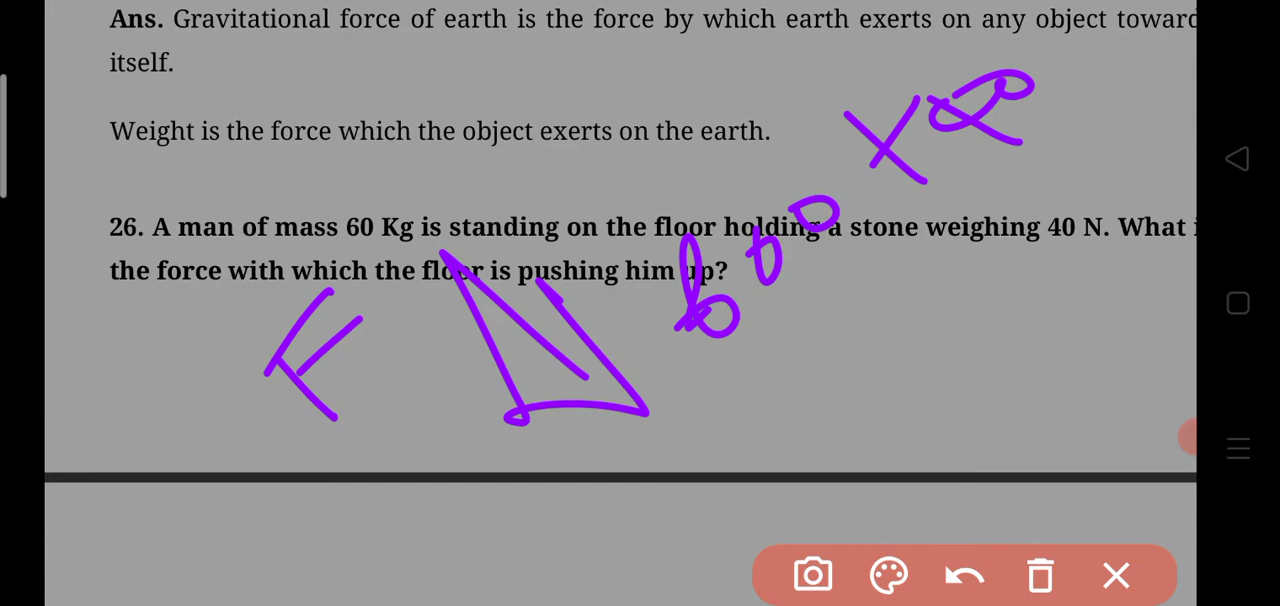 Ans. Gravitational force of earth is the force by which earth exerts on any object toward
itself.
Weight is the force which the object exerts on the earth.
26. A man of mass 60 Kg is standing on the floor holding a stone weighing 40 N. What i
the force with which the floor is pushing him up?